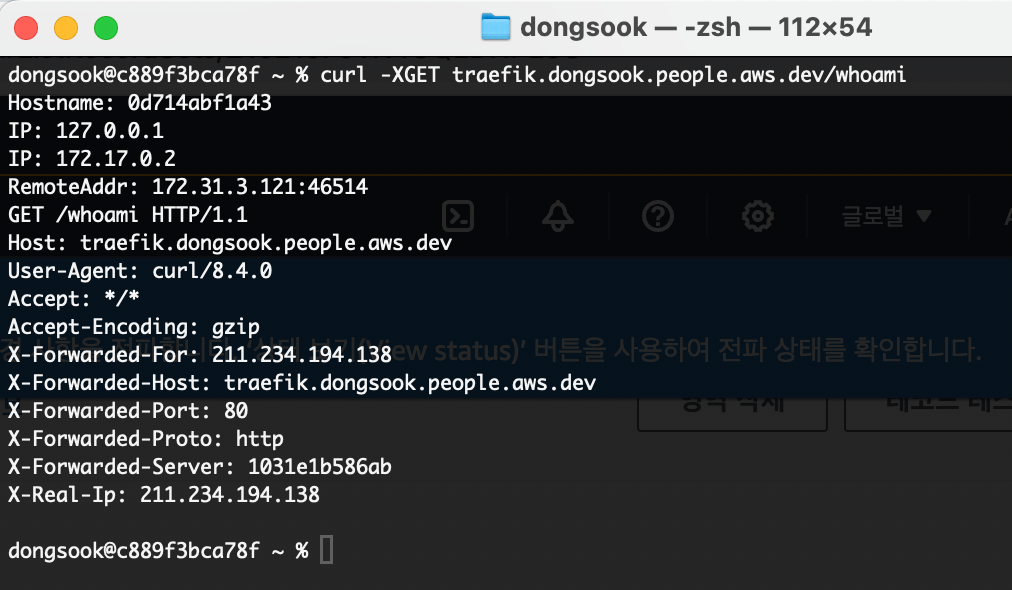 dongsook — -zsh — 112×54
dongsook@c889f3bca78f ~ % curl -XGET traefik.dongsook.people.aws.dev/whoami
Hostname: 0d714abf1a43
IP: 127.0.0.1
IP: 172.17.0.2
RemoteAddr: 172.31.3.121:46514
GET /whoami HTTP/1.1
글로벌 ▼
Host: traefik.dongsook.people.aws.dev
User-Agent: curl/8.4.0
Accept: */*
Accept-Encoding: gzip
X-Forwarded-For: 211.234.194.138
view status)’ 버튼을 사용하여 전파 상태를 확인합니다.
X-Forwarded-Host: traefik.dongsook.people.aws.dev
X-Forwarded-Port: 80
X-Forwarded-Proto: http
X-Forwarded-Server: 1031e1b586ab
X-Real-Ip: 211.234.194.138
dongsook@c889f3bca78f ~ %